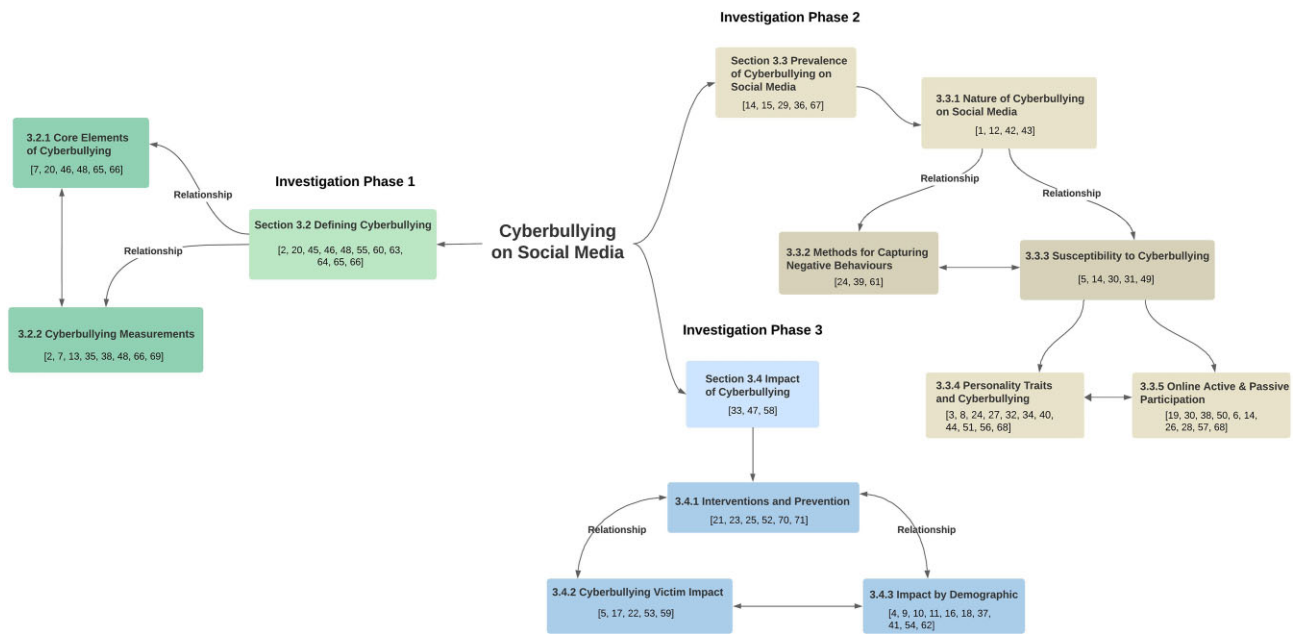 Investigation Phase 2
Section 3.3 Prevalence
of Cyberbullying on
Social Media
[14, 15, 29, 36, 67]
3.3.1 Nature of Cyberbullying
on Social Media
[1, 12, 42, 43]
3.2.1 Core Elements
of Cyberbullying
[7, 20, 46, 48, 65, 66]
Relationship
Investigation Phase 1
Section 3.2 Defining Cyberbullying
[2, 20, 45, 46, 48, 55, 60, 63,
64, 65, 66]
Relationship
3.2.2 Cyberbullying Measurements
[2, 7, 13, 35, 38, 48, 66, 69]
Cyberbullying
on Social Media
Relationship
Relationship
3.3.2 Methods for Capturing
Negative Behaviours
[24, 39, 61]
3.3.3 Susceptibility to Cyberbullying
[5, 14, 30, 31, 49]
3.3.4 Personality Traits
and Cyberbullying
[3, 8, 24, 27, 32, 34, 40,
44, 51, 56, 68]
3.3.5 Online Active & Passive
Participation
[19, 30, 38, 50, 6, 14,
26, 28, 57, 68]
Investigation Phase 3
Section 3.4 Impact
of Cyberbullying
[33, 47, 58]
3.4.1 Interventions and Prevention
[21, 23, 25, 52, 70, 71]
Relationship
Relationship
3.4.2 Cyberbullying Victim Impact
[5, 17, 22, 53, 59]
3.4.3 Impact by Demographic
[4, 9, 10, 11, 16, 18, 37,
41, 54, 62]